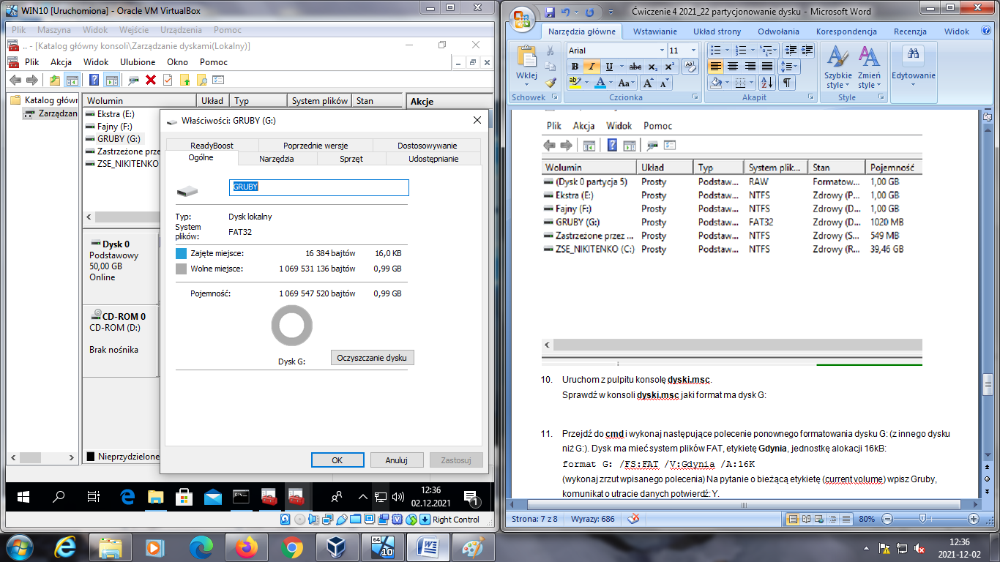 WIN10 [Uruchomiona] - Oracle VM VirtualBox
Plik Maszyna Widok Wejście Urządzenia Pomoc
.. - [Katalog główny konsoli\Zarządzanie dyskami(Lokalny)]
Plik Akcja Widok Ulubione Okno Pomoc
Katalog główn
Zarządzan
Wolumin Układ Typ System plików Stan
Akcje
Ekstra (E:)
Fajny (F:)
GRUBY (G:)
Zastrzeżone prze
ZSE_NIKITENKO
Dysk 0
Podstawowy
50,00 GB
Online
CD-ROM 0
CD-ROM (D:)
Brak nośnika
Nieprzydzielone
Właściwości: GRUBY (G:)
ReadyBoost Poprzednie wersje Dostosowywanie
Ogólne Narzędzia Sprzęt Udostępnianie
GRUBY
Typ: Dysk lokalny
System plików: FAT32
Zajęte miejsce: 16 384 bajtów 16,0 KB
Wolne miejsce: 1 069 531 136 bajtów 0,99 GB
Pojemność: 1 069 547 520 bajtów 0,99 GB
Dysk G:
Oczyszczanie dysku
OK Anuluj Zastosuj
12:36
02.12.2021
1
Right Control
Ćwiczenie 4 2021_22 partycjonowanie dysku - Microsoft Word
Narzędzia główne Wstawianie Układ strony Odwołania Korespondencja Recenzja Widok
Wklej
Schowek
Arial 11
B I U abc x₂ x²
Aa A A
Czcionka
Akapit
Szybkie style
Zmień style
Style
Edytowanie
Plik Akcja Widok Pomoc
Wolumin Układ Typ System plik... Stan Pojemność
(Dysk 0 partycja 5) Prosty Podstaw... RAW Formatow... 1,00 GB
Ekstra (E:) Prosty Podstaw... NTFS Zdrowy (P... 1,00 GB
Fajny (F:) Prosty Podstaw... NTFS Zdrowy (D... 1,00 GB
GRUBY (G:) Prosty Podstaw... FAT32 Zdrowy (D... 1020 MB
Zastrzeżone przez ... Prosty Podstaw... NTFS Zdrowy (S... 549 MB
ZSE_NIKITENKO (C:) Prosty Podstaw... NTFS Zdrowy (R... 39,46 GB
10. Uruchom z pulpitu konsolę dyski.msc.
Sprawdź w konsoli dyski.msc jaki format ma dysk G:
11. Przejdź do cmd i wykonaj następujące polecenie ponownego formatowania dysku G: (z innego dysku
niż G:). Dysk ma mieć system plików FAT, etykietę Gdynia, jednostkę alokacji 16kB:
format G: /FS:FAT /V:Gdynia /A:16K
(wykonaj zrzut wpisanego polecenia) Na pytanie o bieżącą etykietę (current volume) wpisz Gruby,
komunikat o utracie danych potwierdź: Y.
Strona: 7 z 8 Wyrazy: 686 80%
64
10
12:36
2021-12-02